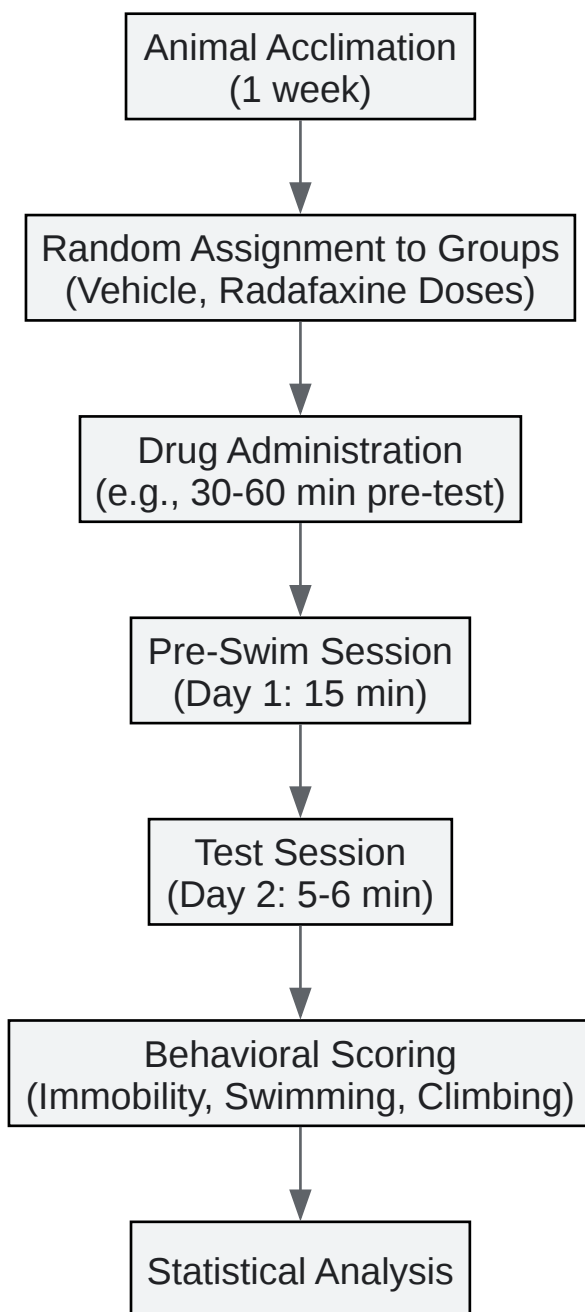 Animal Acclimation
(1 week)
Random Assignment to Groups
(Vehicle, Radafaxine Doses)
Drug Administration
(e.g., 30-60 min pre-test)
Pre-Swim Session
(Day 1: 15 min)
Test Session
(Day 2: 5-6 min)
Behavioral Scoring
(Immobility, Swimming, Climbing)
Statistical Analysis